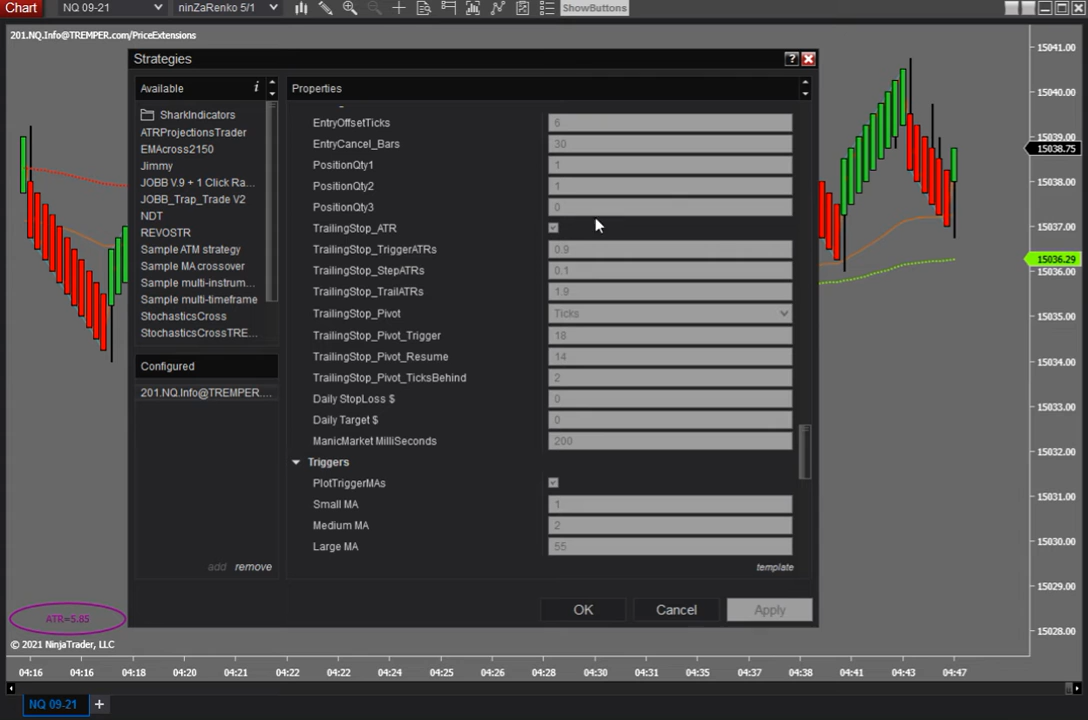 Chart NQ 09-21 ninZaRenko 5/1 ShowButtons
201.NQ.Info@TREMPER.com/PriceExtensions
Strategies ?
Available i
SharkIndicators
ATRProjectionsTrader
EMAcross2150
Jimmy
JOBB V.9 + 1 Click Ra...
JOBB_Trap_Trade V2
NDT
REVOSTR
Sample ATM strategy
Sample MA crossover
Sample multi-instrum...
Sample multi-timeframe
StochasticsCross
StochasticsCrossTRE...
Configured
201.NQ.Info@TREMPER....
add remove
Properties
EntryOffsetTicks 6
EntryCancel_Bars 30
PositionQty1 1
PositionQty2 1
PositionQty3 0
TrailingStop_ATR
TrailingStop_TriggerATRs 0.9
TrailingStop_StepATRs 0.1
TrailingStop_TrailATRs 1.9
TrailingStop_Pivot Ticks
TrailingStop_Pivot_Trigger 18
TrailingStop_Pivot_Resume 14
TrailingStop_Pivot_TicksBehind 2
Daily StopLoss $ 0
Daily Target $ 0
ManicMarket MilliSeconds 200
Triggers
PlotTriggerMAs
Small MA 1
Medium MA 2
Large MA 55
template
OK Cancel Apply
15041.00
15040.00
15039.00
15038.75
15038.00
15037.00
15036.29
15036.00
15035.00
15034.00
15033.00
15032.00
15031.00
15030.00
15029.00
15028.00
ATR=5.85
© 2021 NinjaTrader, LLC
04:16 04:16 04:18 04:20 04:21 04:22 04:22 04:24 04:26 04:28 04:30 04:32 04:34 04:35 04:37 04:38 04:41 04:43 04:47
NQ 09-21 +